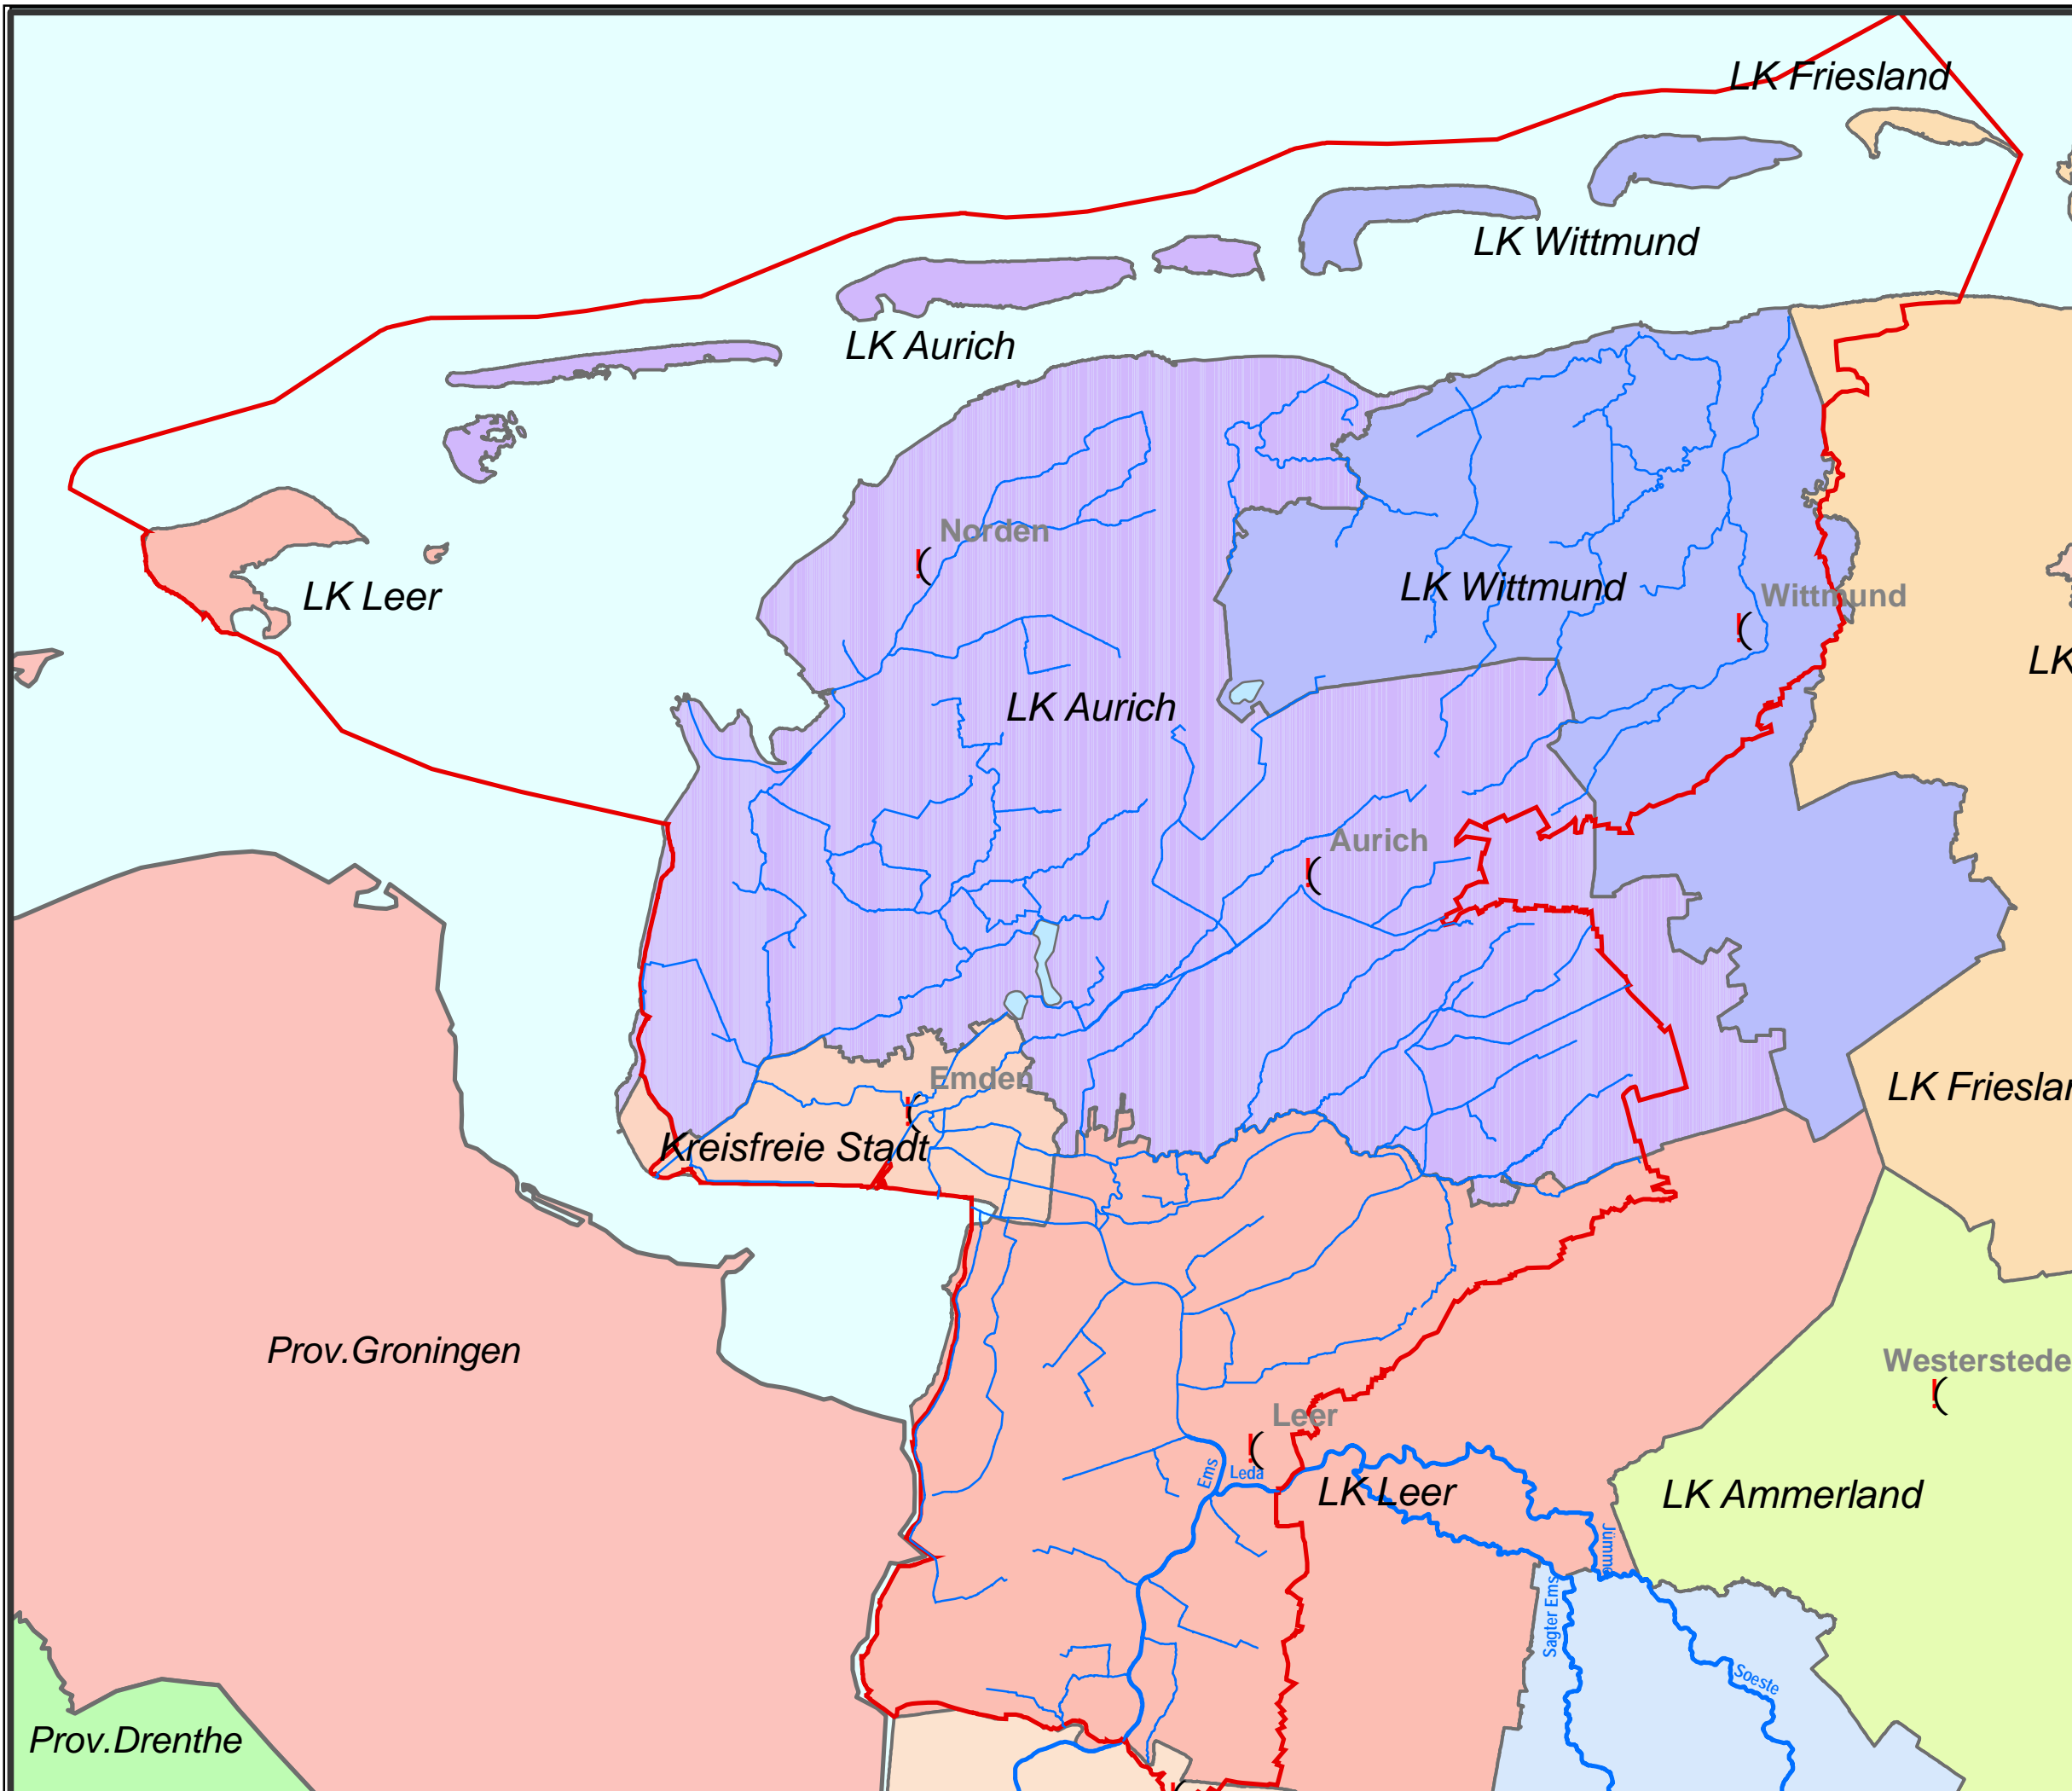 LK Friesland
LK Wittmund
LK Aurich
Norden
LK Wittmund
Wittmund
LK Leer
LK
LK Aurich
Aurich
Emden
LK Frieslan
Kreisfreie Stadt
Prov.Groningen
Westerstede
Leer
Ems
Leda
LK Leer
LK Ammerland
Jümme
Sagter Ems
Soeste
Prov.Drenthe